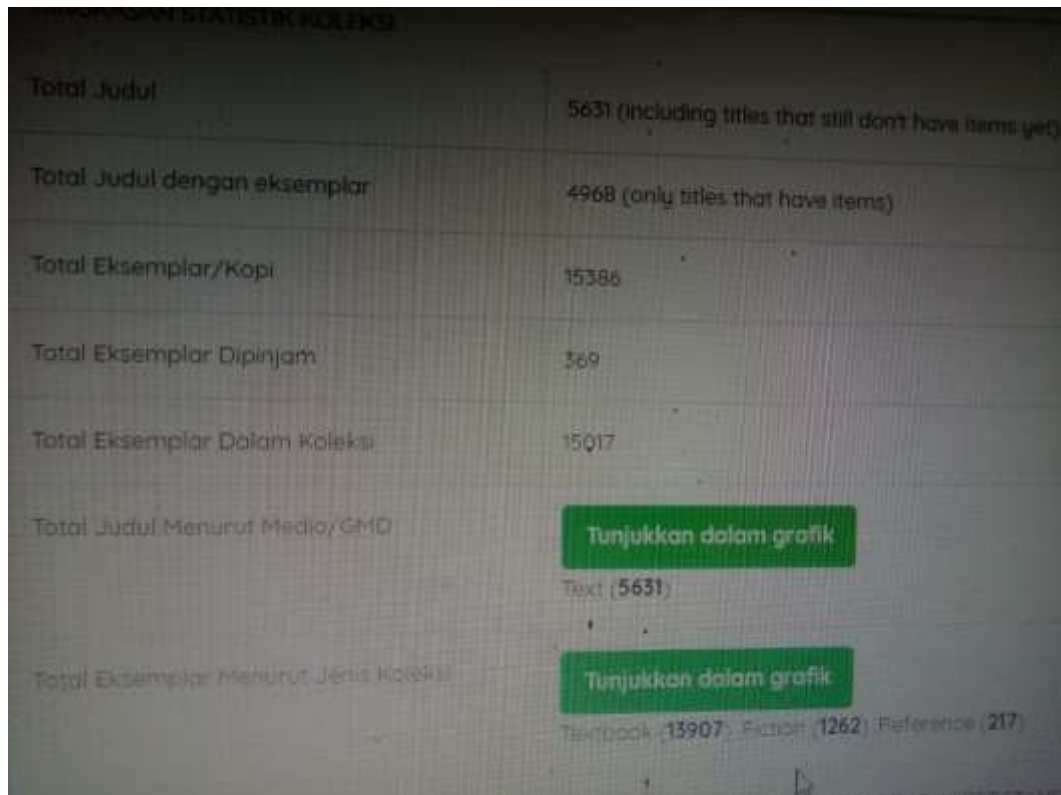 RINGKASAN STATISTIK KOLEKSI
Total Judul
5631 (including titles that still don't have items yet)
Total Judul dengan eksemplar
4968 (only titles that have items)
Total Eksemplar/Kopi
15386
Total Eksemplar Dipinjam
369
Total Eksemplar Dalam Koleksi
15017
Total Judul Menurut Media/GMD
Tunjukkan dalam grafik
Text (5631)
Total Eksemplar Menurut Jenis Koleksi
Tunjukkan dalam grafik
Textbook (13907) Fiction (1262) Reference (217)